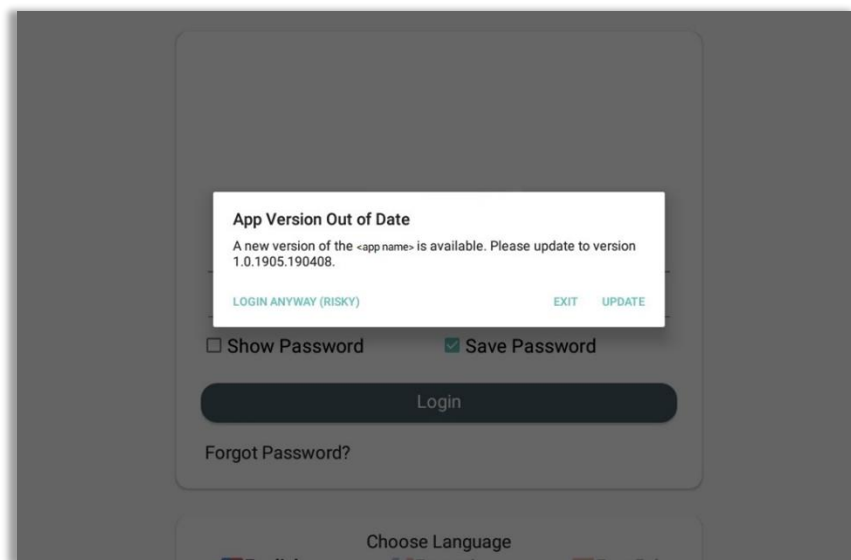 App Version Out of Date
A new version of the <app name> is available. Please update to version
1.0.1905.190408.
LOGIN ANYWAY (RISKY) EXIT UPDATE
Show Password Save Password
Login
Forgot Password?
Choose Language